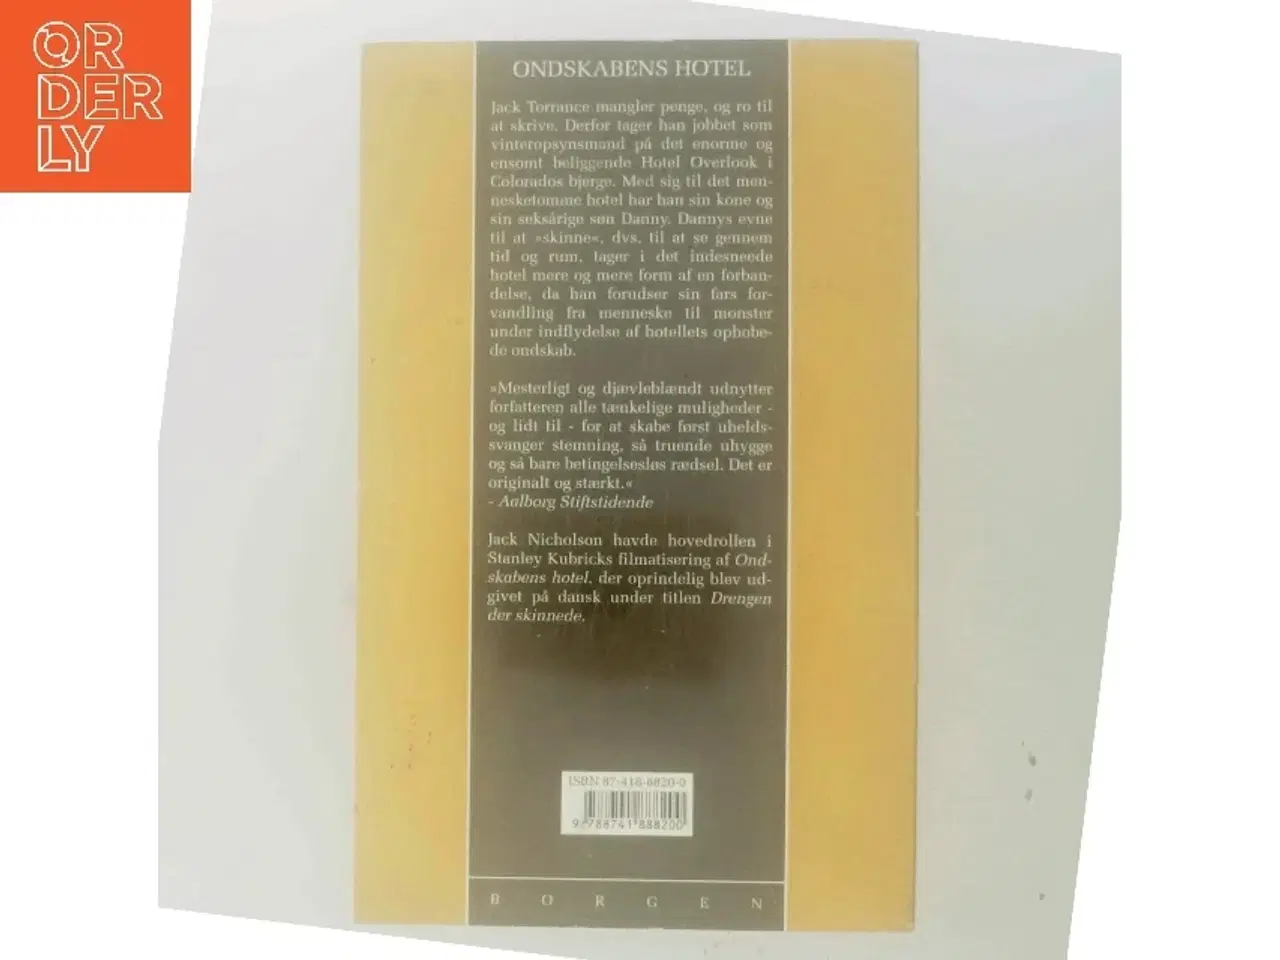 ORDERLY
ONDSKABENS HOTEL
Jack Torrance mangler penge, og ro til
at skrive. Derfor tager han jobbet som
vinteropsynsmand på det enorme og
ensomt beliggende Hotel Overlook i
Colorados bjerge. Med sig til det men-
nesketomme hotel har han sin kone og
sin seksårige søn Danny. Dannys evne
til at »skinne«, dvs. til at se gennem
tid og rum, tager i det indesneede
hotel mere og mere form af en forban-
delse, da han forudser sin fars for-
vandling fra menneske til monster
under indflydelse af hotellets ophobe-
de ondskab.
»Mesterligt og djævleblændt udnytter
forfatteren alle tænkelige muligheder -
og lidt til - for at skabe først uhelds-
svanger stemning, så truende uhygge
og så bare betingelsesløs rædsel. Det er
originalt og stærkt.«
- Aalborg Stiftstidende
Jack Nicholson havde hovedrollen i
Stanley Kubricks filmatisering af Ond-
skabens hotel, der oprindelig blev ud-
givet på dansk under titlen Drengen
der skinnede.
ISBN 87-418-8820-0
9 788741 888200
BORGEN